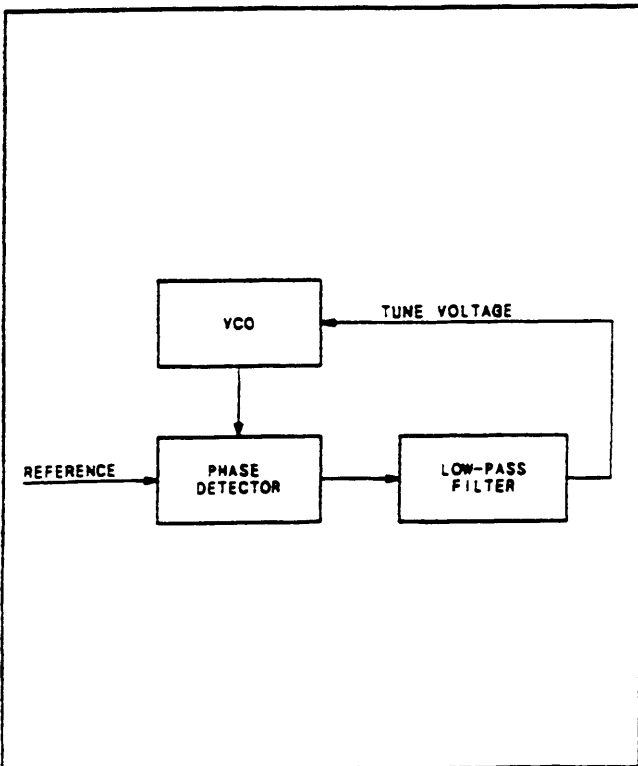 VCO
TUNE VOLTAGE
REFERENCE
PHASE
DETECTOR
LOW-PASS
FILTER